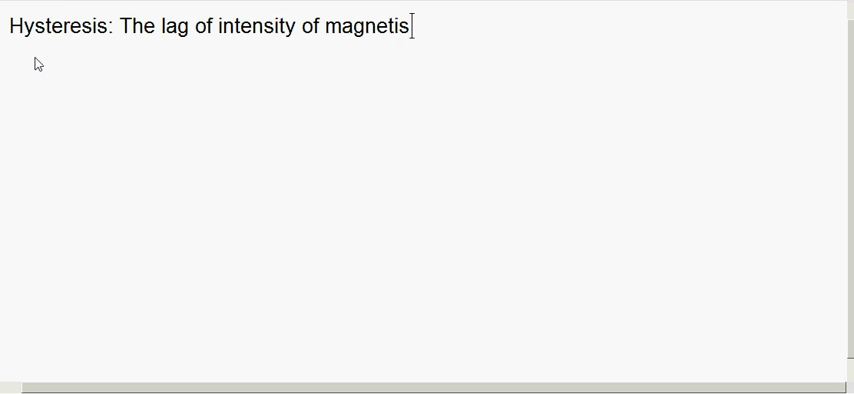 Hysteresis: The lag of intensity of magnetis